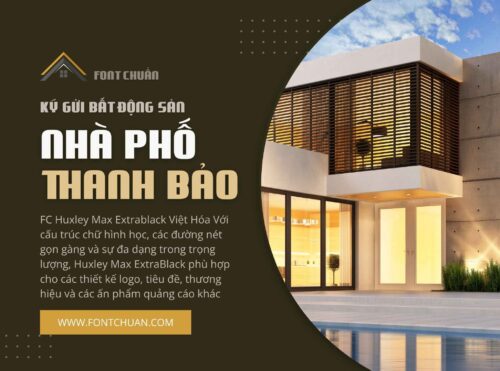 FONT CHUẨN
KÝ GỬI BẤT ĐỘNG SẢN
NHÀ PHỐ
THANH BẢO
FC Huxley Max Extrablack Việt Hóa Với
cấu trúc chữ hình học, các đường nét
gọn gàng và sự đa dạng trong trọng
lượng, Huxley Max ExtraBlack phù hợp
cho các thiết kế logo, tiêu đề, thương
hiệu và các ấn phẩm quảng cáo khác
WWW.FONTCHUAN.COM